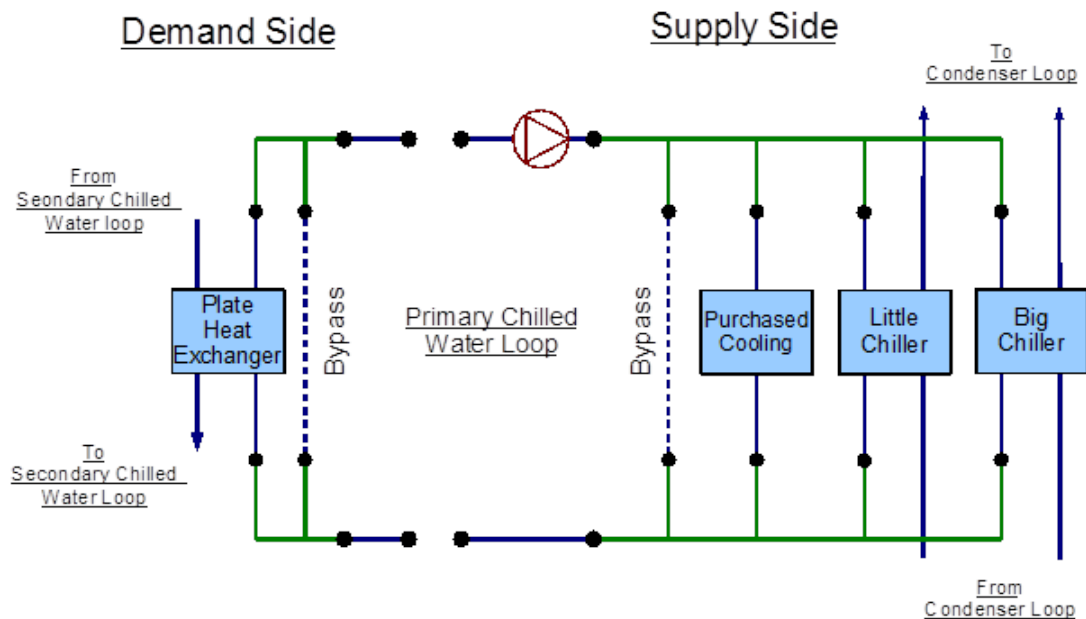 Demand Side
Supply Side
To
Condenser Loop
From
Seondary Chilled
Water loop
Plate
Heat
Exchanger
Bypass
Primary Chilled
Water Loop
Bypass
Purchased
Cooling
Little
Chiller
Big
Chiller
To
Secondary Chilled
Water Loop
From
Condenser Loop